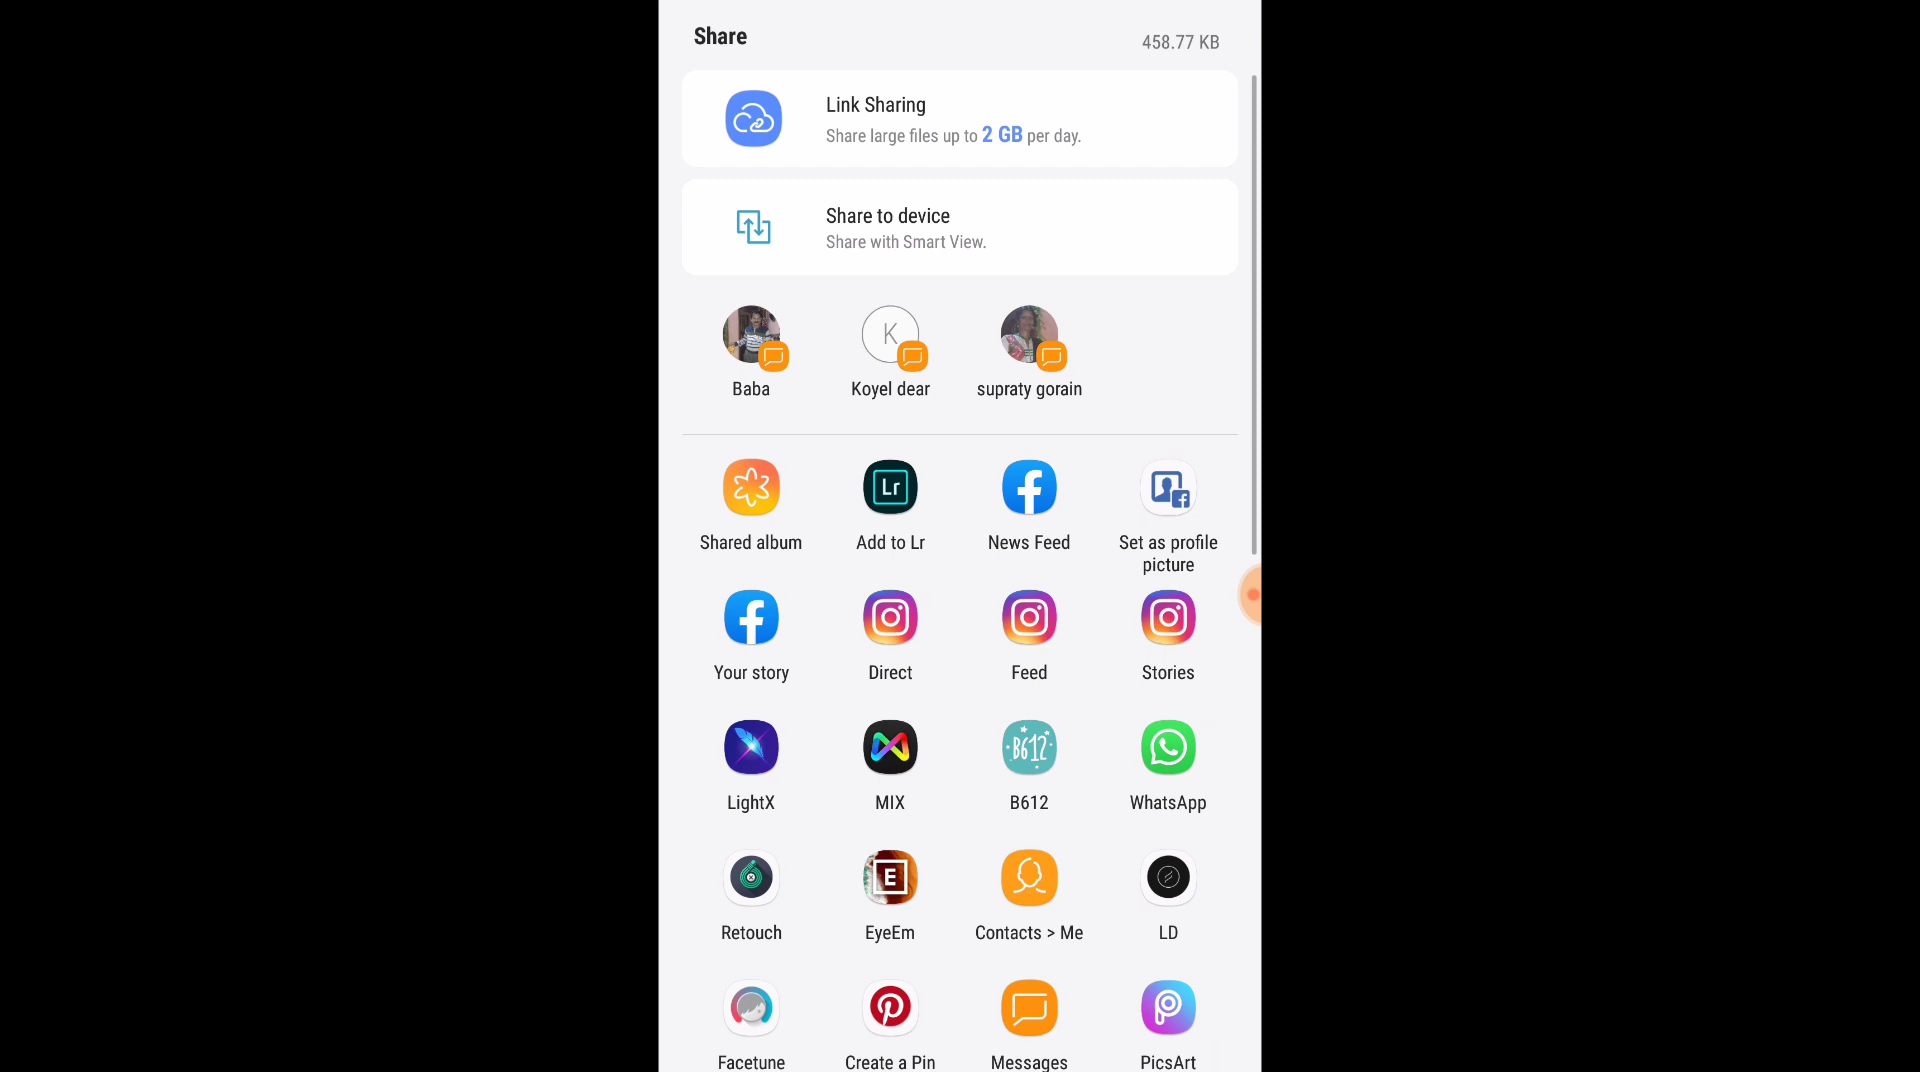 Share
458.77 KB
Link Sharing
Share large files up to 2 GB per day.
Share to device
Share with Smart View.
K
Baba
Koyel dear
supraty gorain
Lr
Shared album
Add to Lr
News Feed
Set as profile
picture
Your story
Direct
Feed
Stories
B612
LightX
MIX
B612
WhatsApp
E
Retouch
EyeEm
Contacts > Me
LD
Facetune
Create a Pin
Messages
PicsArt